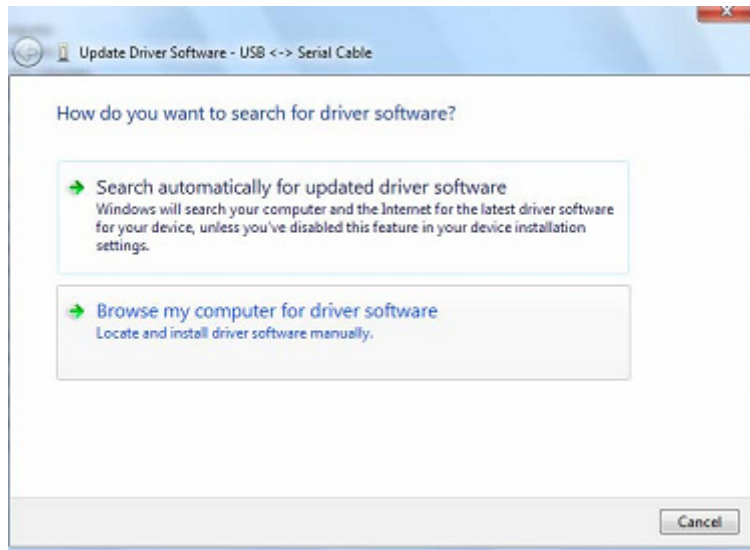 Update Driver Software - USB <-> Serial Cable
How do you want to search for driver software?
Search automatically for updated driver software
Windows will search your computer and the Internet for the latest driver software
for your device, unless you've disabled this feature in your device installation
settings.
Browse my computer for driver software
Locate and install driver software manually.
Cancel